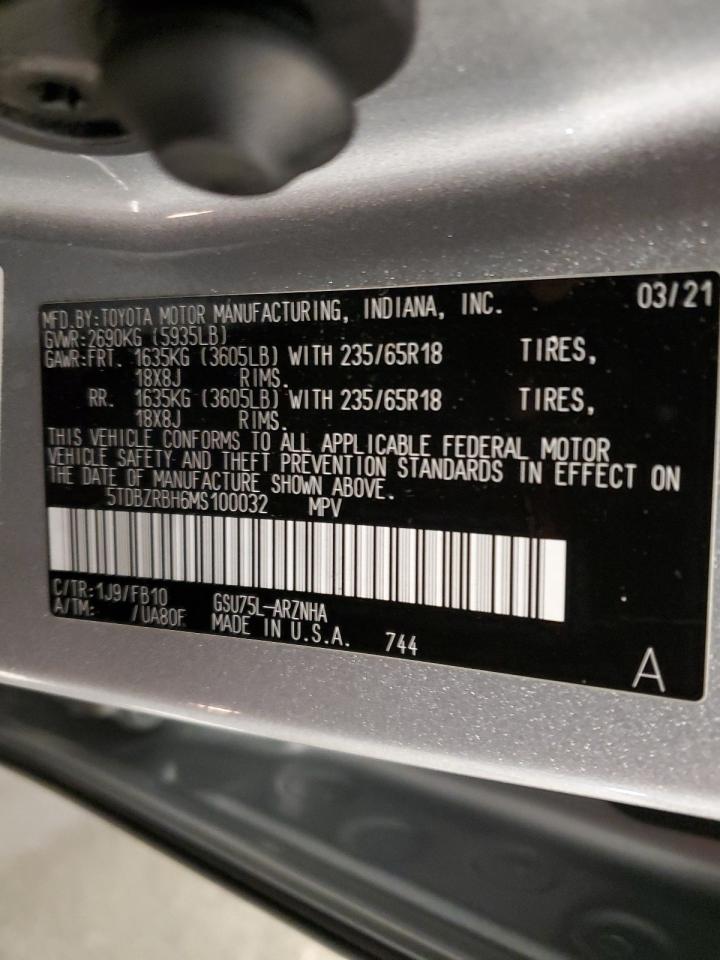 MFD.BY:TOYOTA MOTOR MANUFACTURING, INDIANA, INC. 03/21
GVWR:2690KG (5935LB)
GAWR:FRT. 1635KG (3605LB) WITH 235/65R18 TIRES,
18X8J RIMS.
RR. 1635KG (3605LB) WITH 235/65R18 TIRES,
18X8J RIMS.
THIS VEHICLE CONFORMS TO ALL APPLICABLE FEDERAL MOTOR
VEHICLE SAFETY AND THEFT PREVENTION STANDARDS IN EFFECT ON
THE DATE OF MANUFACTURE SHOWN ABOVE.
5TDBZRBH6MS100032 MPV
C/TR:1J9/FB10 GSU75L-ARZNHA
A/TM: /UA80F MADE IN U.S.A. 744
A